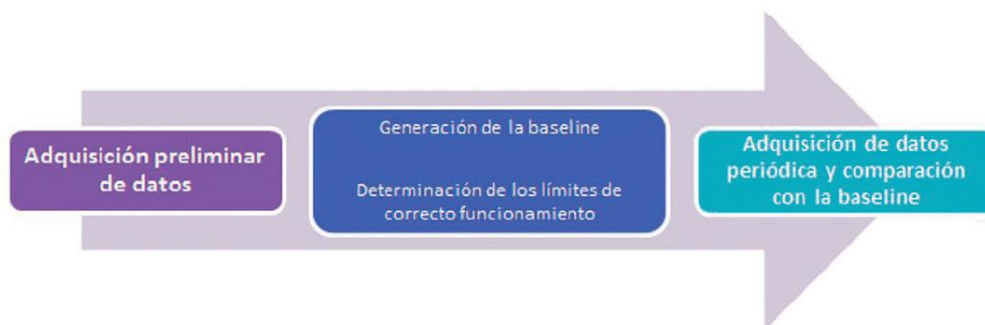 Adquisición preliminar
de datos
Generación de la baseline
Determinación de los límites de
correcto funcionamiento
Adquisición de datos
periódica y comparación
con la baseline